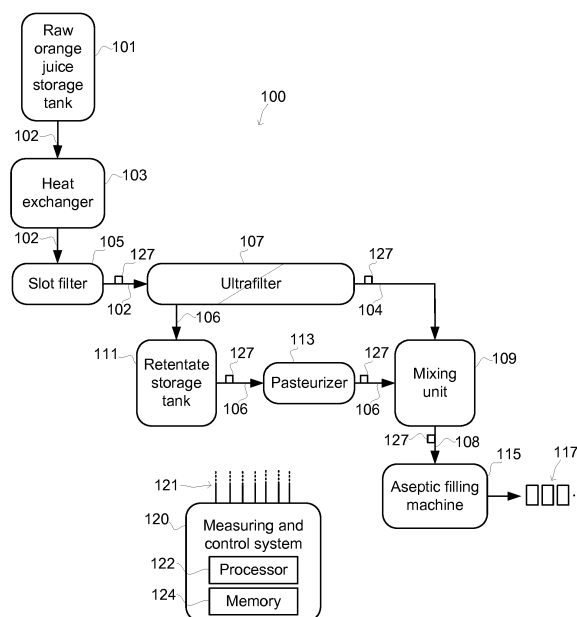 Raw
orange
juice
storage
tank
101
100
102
Heat
exchanger
103
102
105
Slot filter
127
102
107
Ultrafilter
127
104
106
111
Retentate
storage
tank
127
106
113
Pasteurizer
127
106
Mixing
unit
109
127
108
115
Aseptic filling
machine
117
121
120
Measuring and
control system
122
Processor
124
Memory